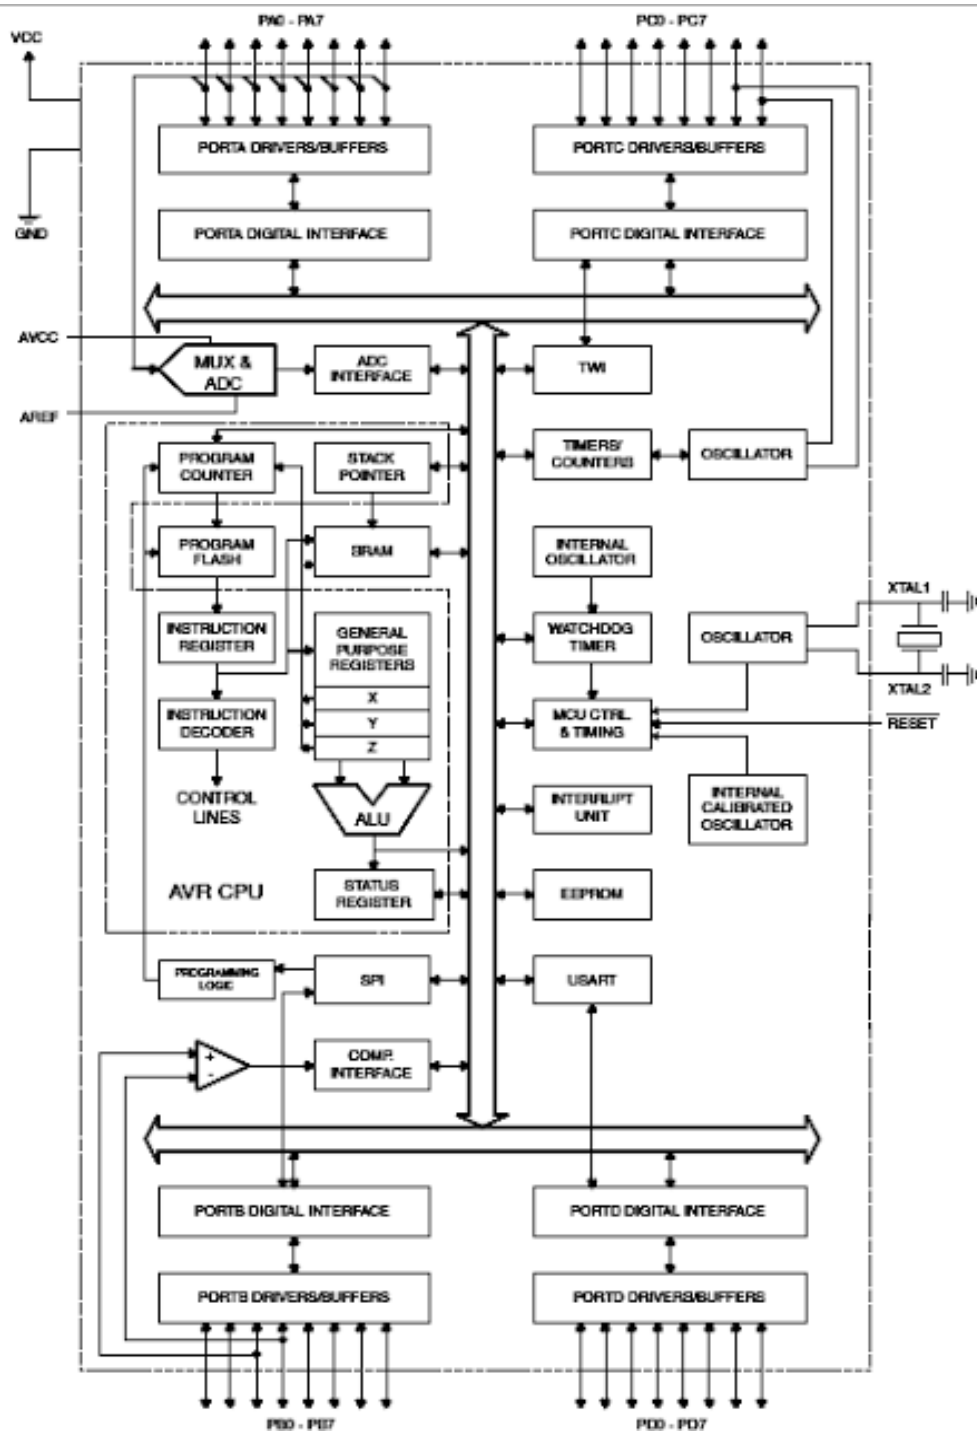 PA0 - PA7
PC0 - PC7
VCC
PORTA DRIVERS/BUFFERS
PORTC DRIVERS/BUFFERS
GND
PORTA DIGITAL INTERFACE
PORTC DIGITAL INTERFACE
AVCC
MUX &
ADC
ADC
INTERFACE
TWI
AREF
PROGRAM
COUNTER
STACK
POINTER
TIMERS/
COUNTERS
OSCILLATOR
PROGRAM
FLASH
SRAM
INTERNAL
OSCILLATOR
XTAL1
INSTRUCTION
REGISTER
GENERAL
PURPOSE
REGISTERS
WATCHDOG
TIMER
OSCILLATOR
XTAL2
X
INSTRUCTION
DECODER
Y
MCU CTRL.
& TIMING
RESET
Z
CONTROL
LINES
ALU
INTERRUPT
UNIT
INTERNAL
CALIBRATED
OSCILLATOR
AVR CPU
STATUS
REGISTER
EEPROM
PROGRAMMING
LOGIC
SPI
USART
+
-
COMP.
INTERFACE
PORTB DIGITAL INTERFACE
PORTD DIGITAL INTERFACE
PORTB DRIVERS/BUFFERS
PORTD DRIVERS/BUFFERS
PB0 - PB7
PD0 - PD7